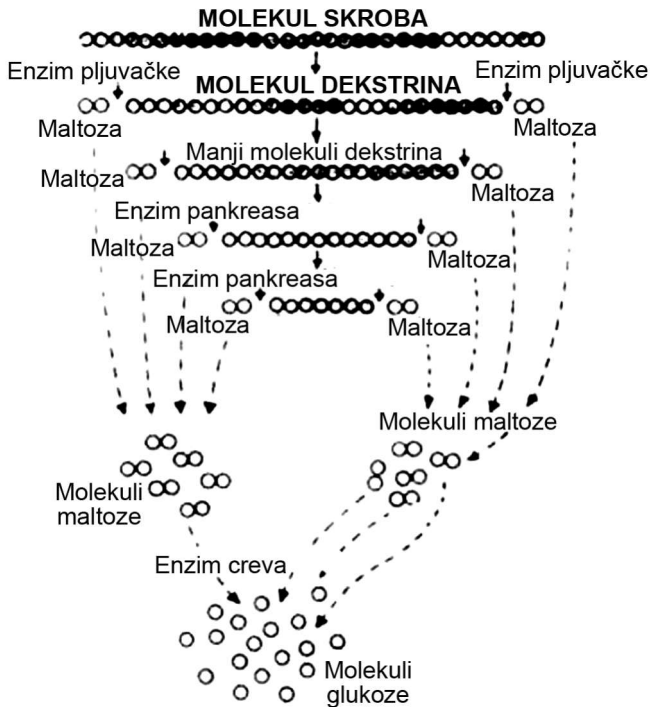 MOLEKUL SKROBA
Enzim pljuvačke
Enzim pljuvačke
MOLEKUL DEKSTRINA
Maltoza
Maltoza
Manji molekuli dekstrina
Maltoza
Maltoza
Enzim pankreasa
Maltoza
Maltoza
Enzim pankreasa
Maltoza
Maltoza
Molekuli maltoze
Molekuli
maltoze
Enzim creva
Molekuli
glukoze